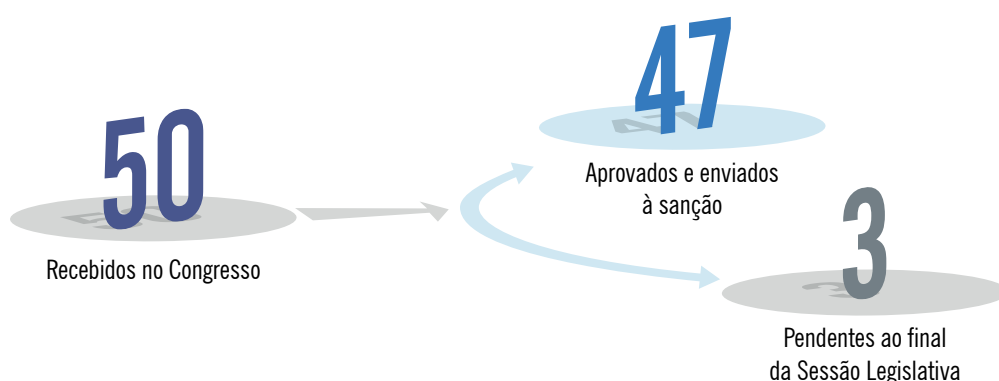 50
Recebidos no Congresso
47
Aprovados e enviados
à sanção
3
Pendentes ao final
da Sessão Legislativa